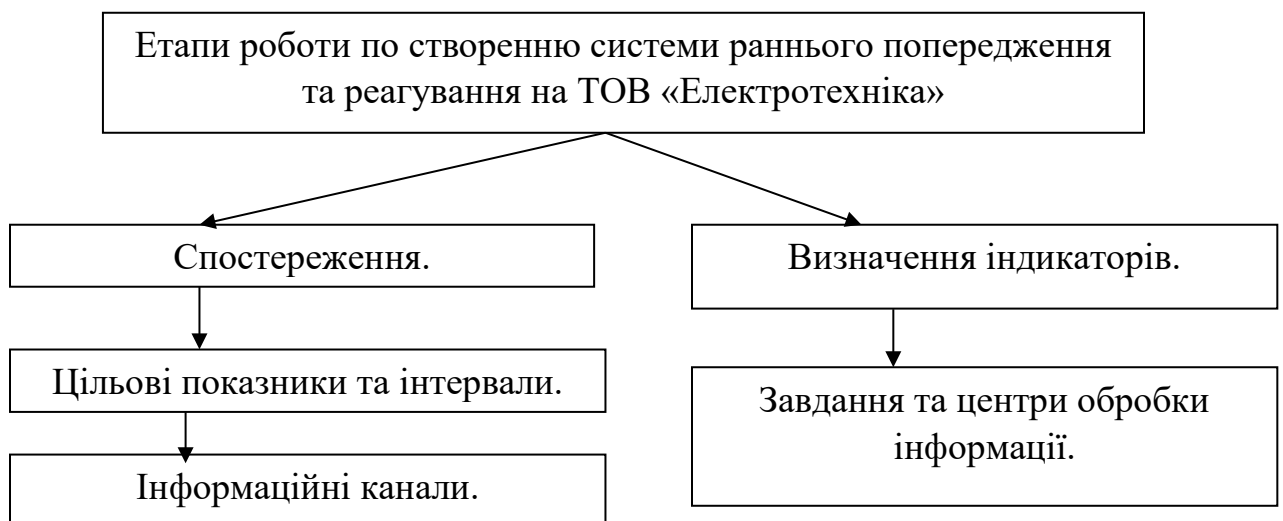 Етапи роботи по створенню системи раннього попередження
та реагування на ТОВ «Електротехніка»
Спостереження.
Визначення індикаторів.
Цільові показники та інтервали.
Завдання та центри обробки
інформації.
Інформаційні канали.